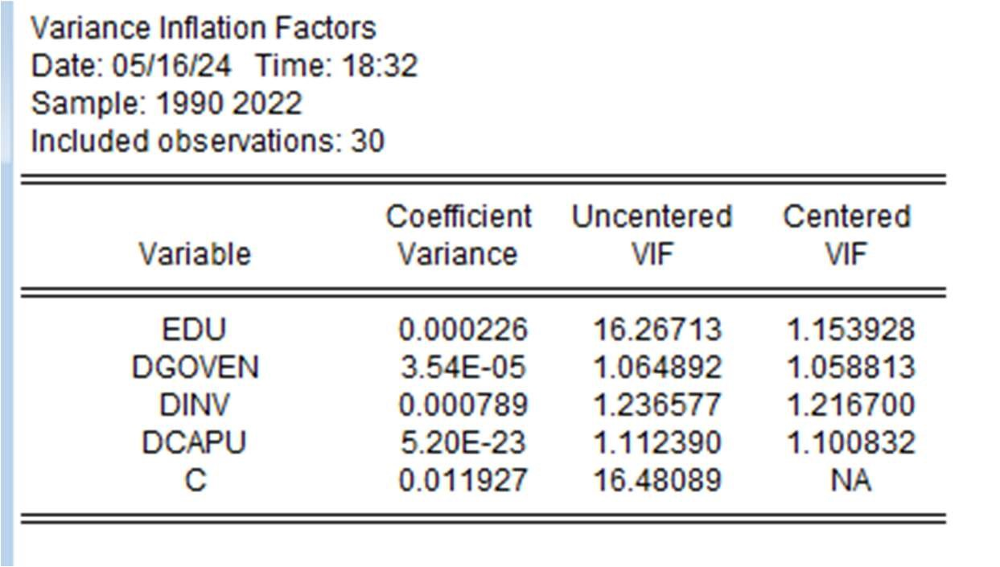 Variance Inflation Factors
Date: 05/16/24 Time: 18:32
Sample: 1990 2022
Included observations: 30
Coefficient Uncentered Centered
Variable Variance VIF VIF
EDU 0.000226 16.26713 1.153928
DGOVEN 3.54E-05 1.064892 1.058813
DINV 0.000789 1.236577 1.216700
DCAPU 5.20E-23 1.112390 1.100832
C 0.011927 16.48089 NA